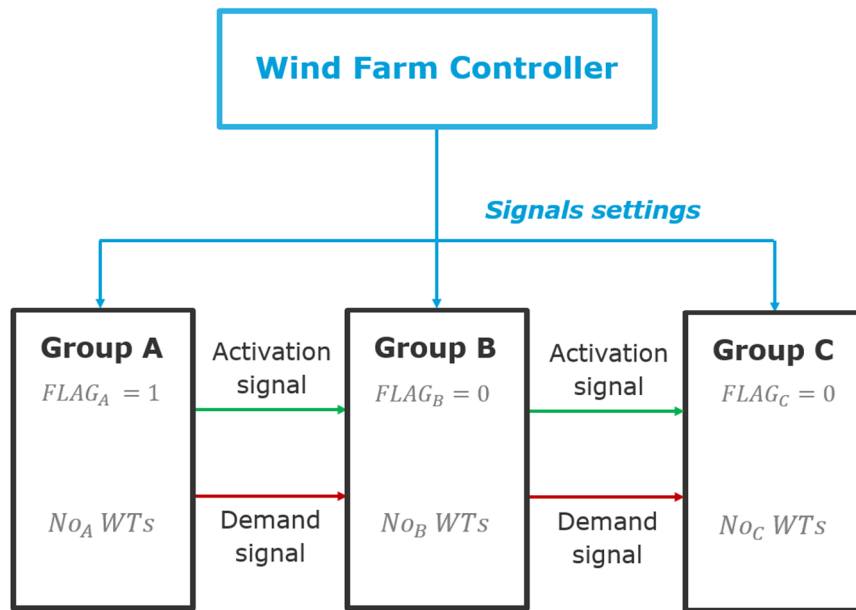 Wind Farm Controller
Signals settings
Group A
Activation
signal
Group B
Activation
signal
Group C
FLAG_A = 1
FLAG_B = 0
FLAG_C = 0
No_A WTs
Demand
signal
No_B WTs
Demand
signal
No_C WTs